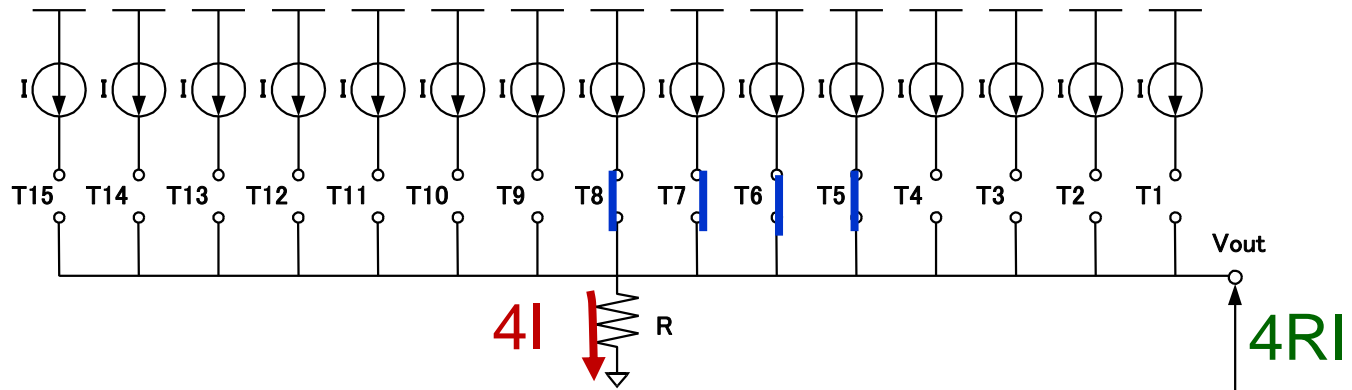 I I I I I I I I I I I I I I I
T15 T14 T13 T12 T11 T10 T9 T8 T7 T6 T5 T4 T3 T2 T1
Vout
4I R 4RI